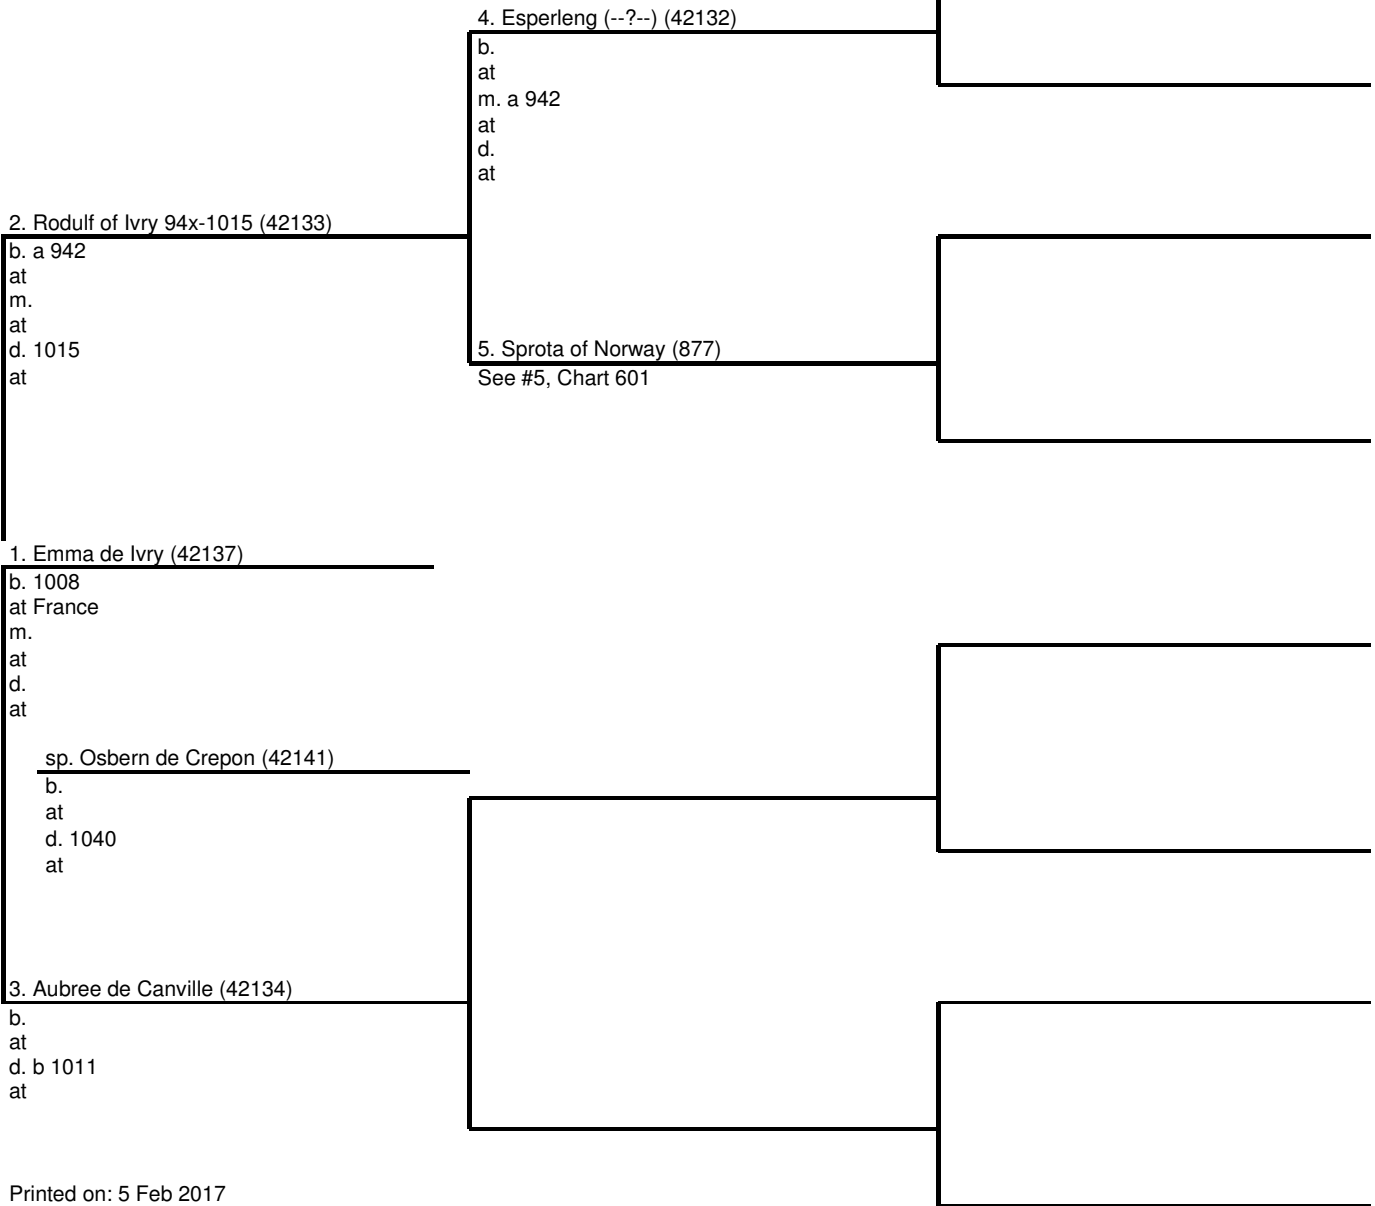 4. Esperleng (--?--) (42132)
b.
at
m. a 942
at
d.
at
2. Rodulf of Ivry 94x-1015 (42133)
b. a 942
at
m.
at
d. 1015
at
5. Sprota of Norway (877)
See #5, Chart 601
1. Emma de Ivry (42137)
b. 1008
at France
m.
at
d.
at
sp. Osbern de Crepon (42141)
b.
at
d. 1040
at
3. Aubree de Canville (42134)
b.
at
d. b 1011
at
Printed on: 5 Feb 2017